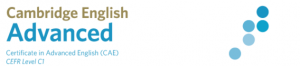 Cambridge English
Advanced
Certificate in Advanced English (CAE)
CEFR Level C1